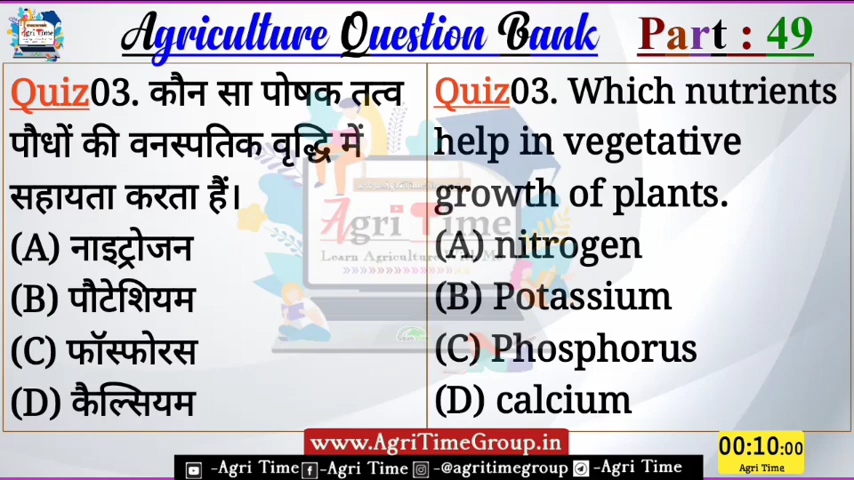 Agriculture Question Bank Part : 49
Quiz03. कौन सा पोषक तत्व
पौधों की वनस्पतिक वृद्धि में
सहायता करता हैं।
(A) नाइट्रोजन
(B) पौटेशियम
(C) फॉस्फोरस
(D) कैल्सियम
Quiz03. Which nutrients
help in vegetative
growth of plants.
(A) nitrogen
(B) Potassium
(C) Phosphorus
(D) calcium
Agri Time
www.AgriTimeGroup.in
-Agri Time -Agri Time -@agritimegroup -Agri Time
00:10:00
Agri Time